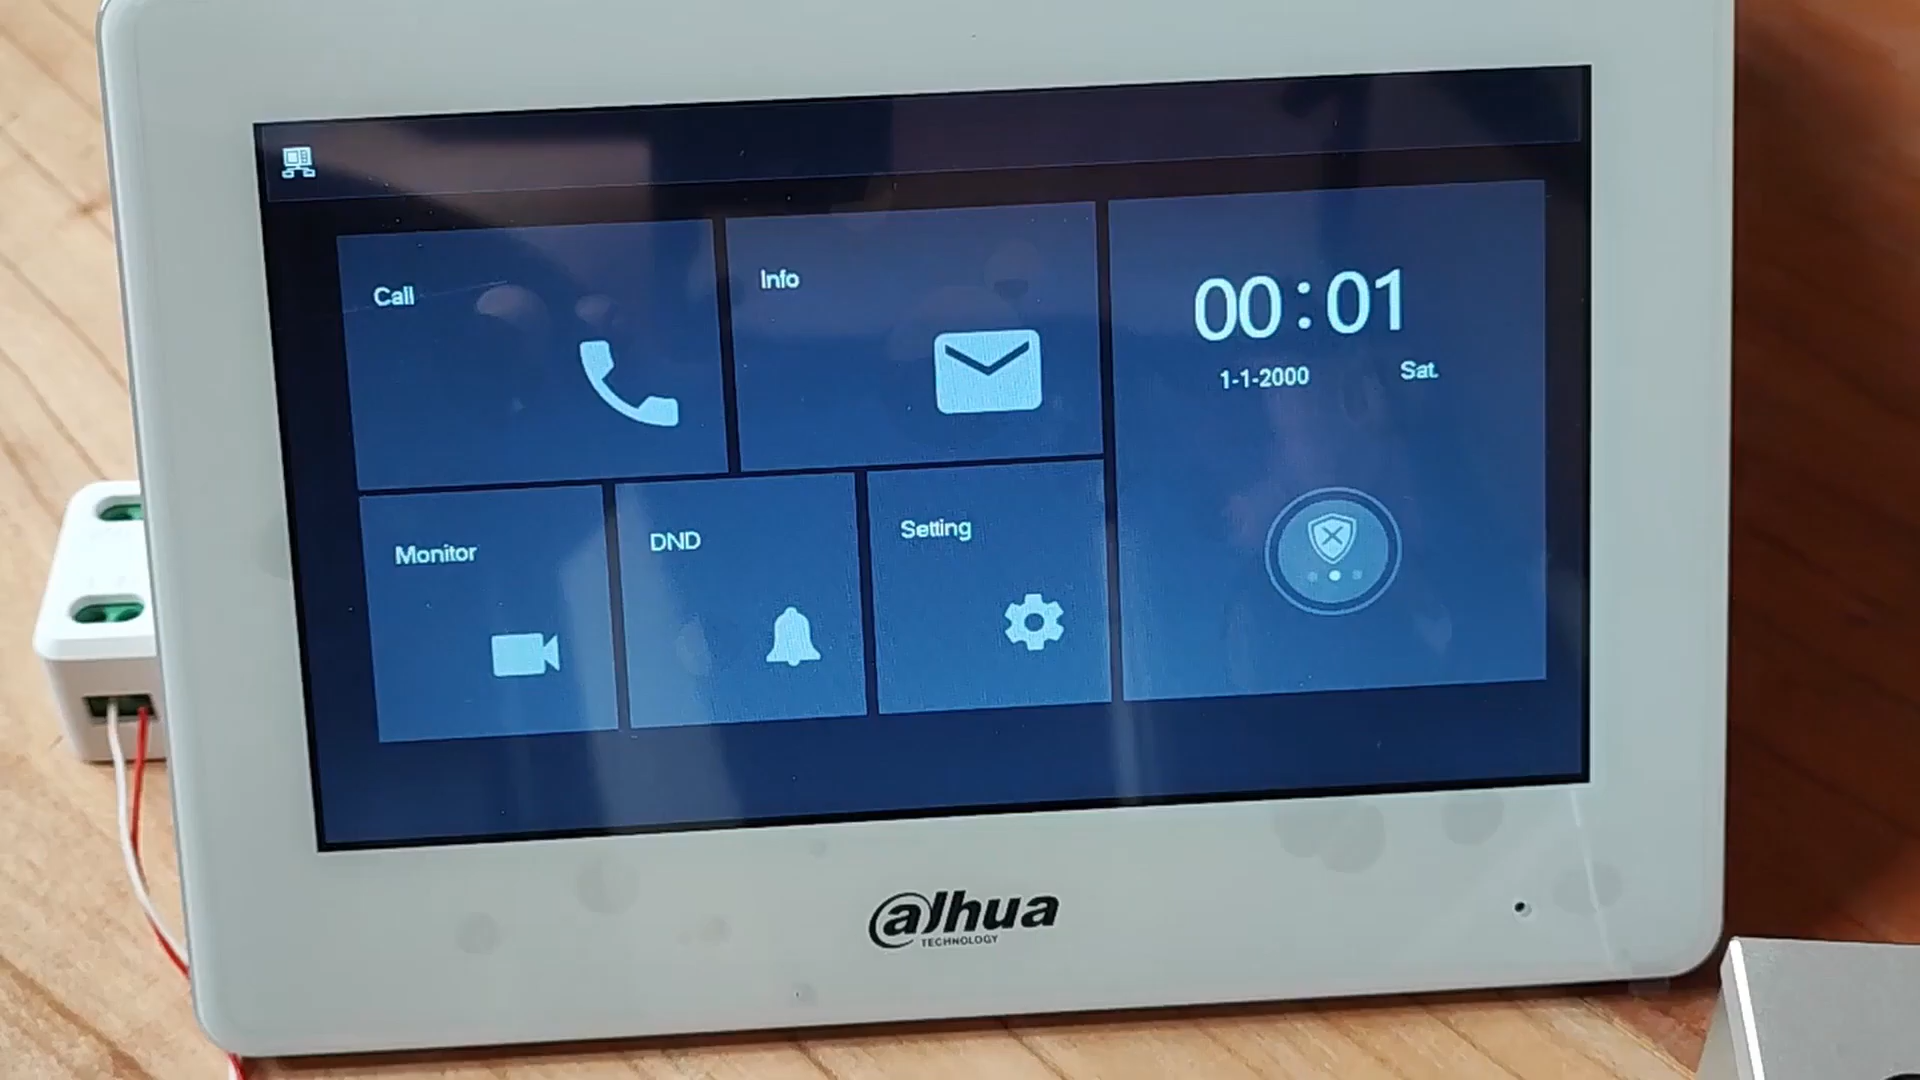 Call
Info
00:01
1-1-2000 Sat.
Monitor
DND
Setting
alhua
TECHNOLOGY